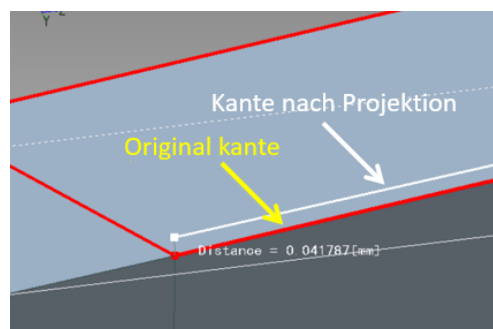 Y
Kante nach Projektion
Original kante
Distance = 0.041787[mm]